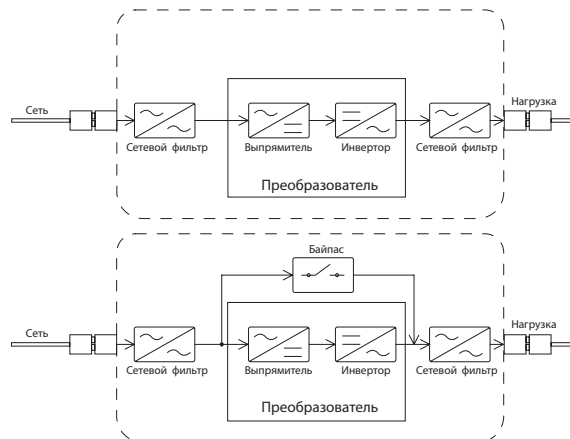 Сеть
Нагрузка
Сетевой фильтр
Выпрямитель
Инвертор
Сетевой фильтр
Преобразователь
Байпас
Сеть
Нагрузка
Сетевой фильтр
Выпрямитель
Инвертор
Сетевой фильтр
Преобразователь